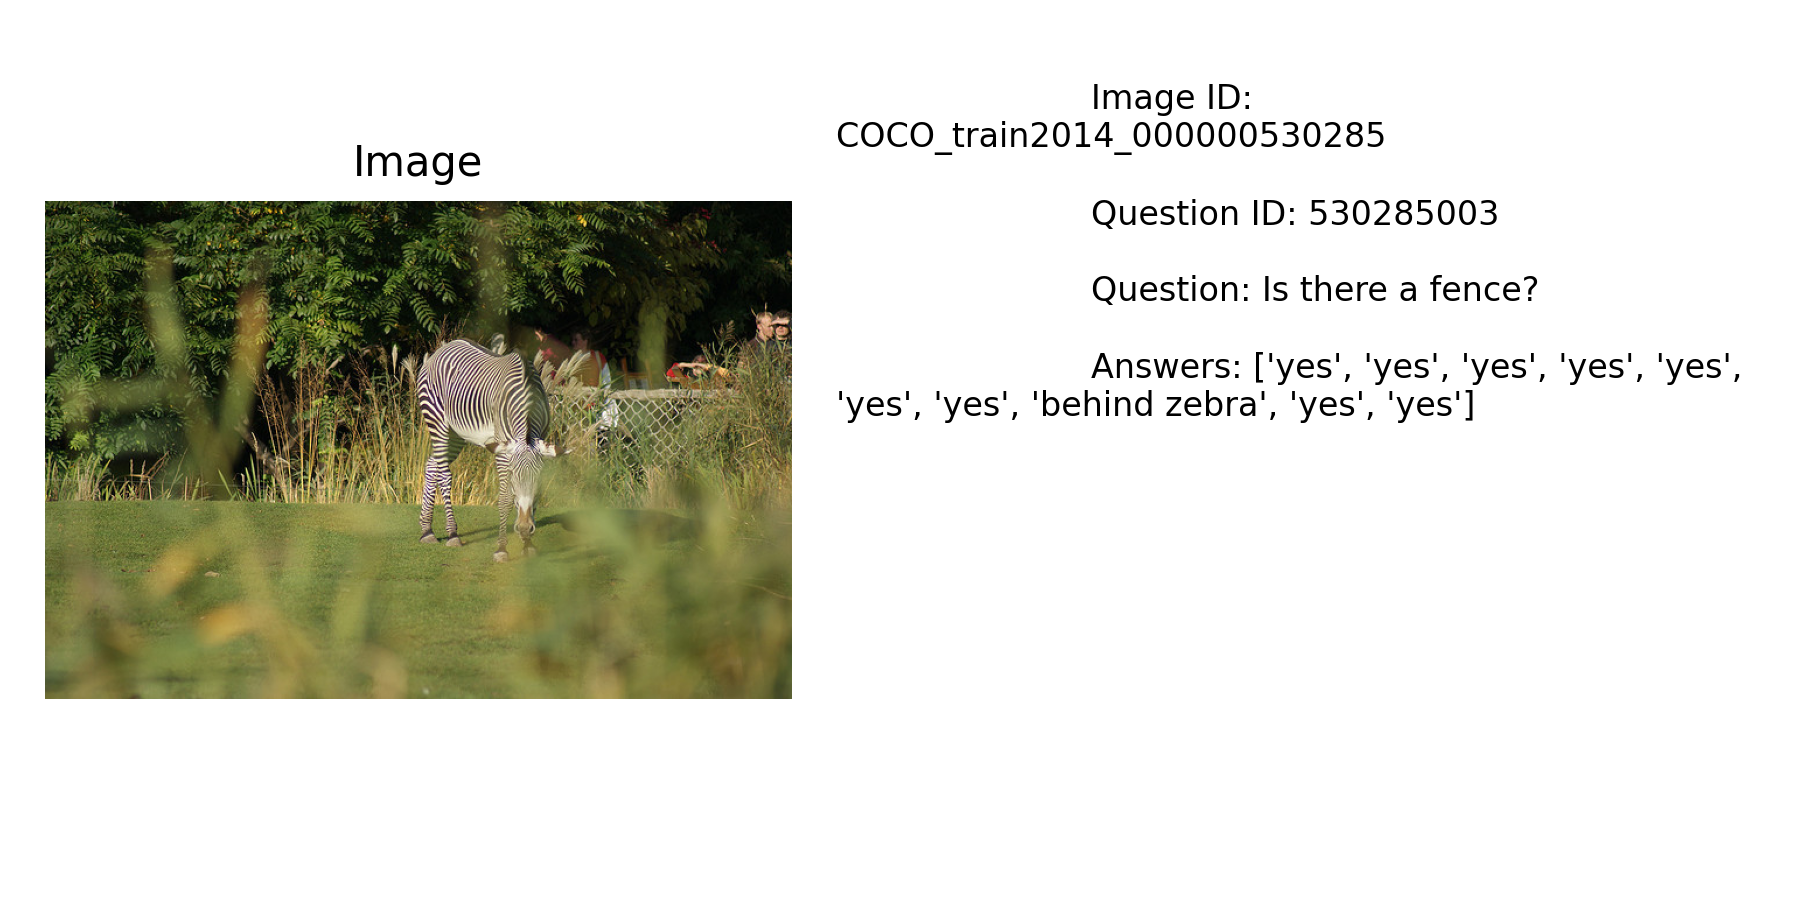 Image
Image ID:
COCO_train2014_000000530285
Question ID: 530285003
Question: Is there a fence?
Answers: ['yes', 'yes', 'yes', 'yes', 'yes',
'yes', 'yes', 'behind zebra', 'yes', 'yes']